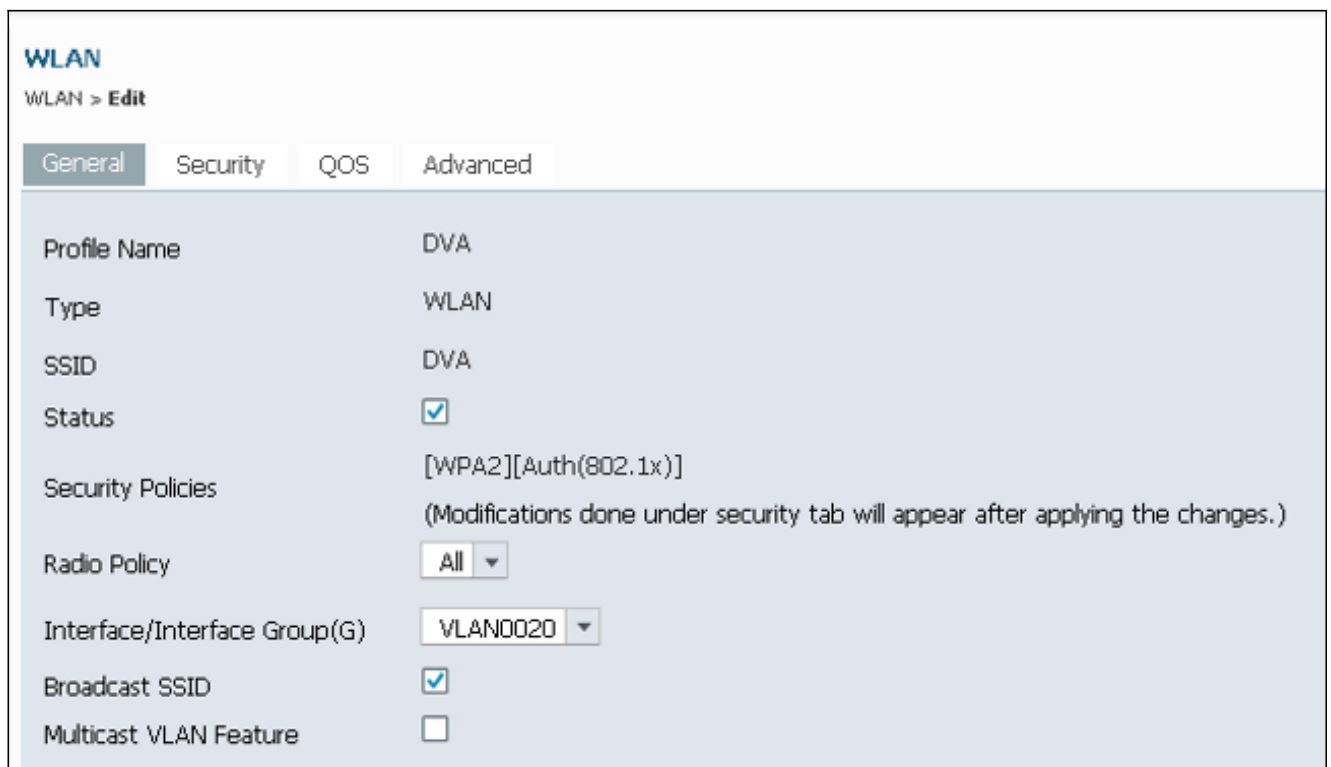 WLAN
WLAN > Edit
General Security QOS Advanced
Profile Name DVA
Type WLAN
SSID DVA
Status
Security Policies [WPA2][Auth(802.1x)]
(Modifications done under security tab will appear after applying the changes.)
Radio Policy All
Interface/Interface Group(G) VLAN0020
Broadcast SSID
Multicast VLAN Feature